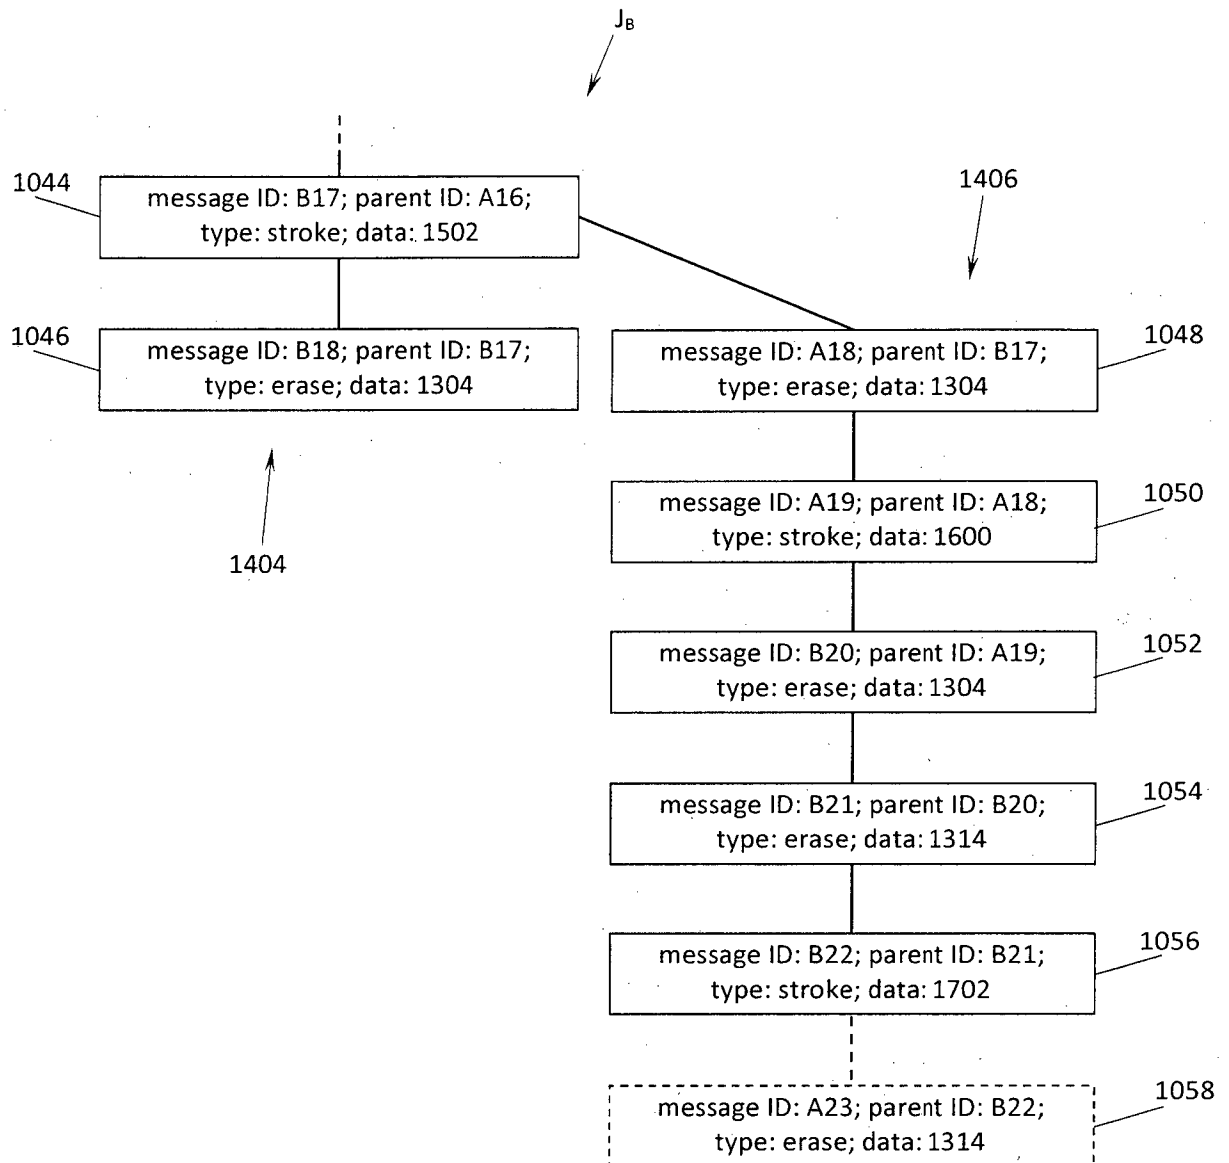 J_B
1044
message ID: B17; parent ID: A16;
type: stroke; data: 1502
1406
1046
message ID: B18; parent ID: B17;
type: erase; data: 1304
1048
message ID: A18; parent ID: B17;
type: erase; data: 1304
1404
1050
message ID: A19; parent ID: A18;
type: stroke; data: 1600
1052
message ID: B20; parent ID: A19;
type: erase; data: 1304
1054
message ID: B21; parent ID: B20;
type: erase; data: 1314
1056
message ID: B22; parent ID: B21;
type: stroke; data: 1702
1058
message ID: A23; parent ID: B22;
type: erase; data: 1314